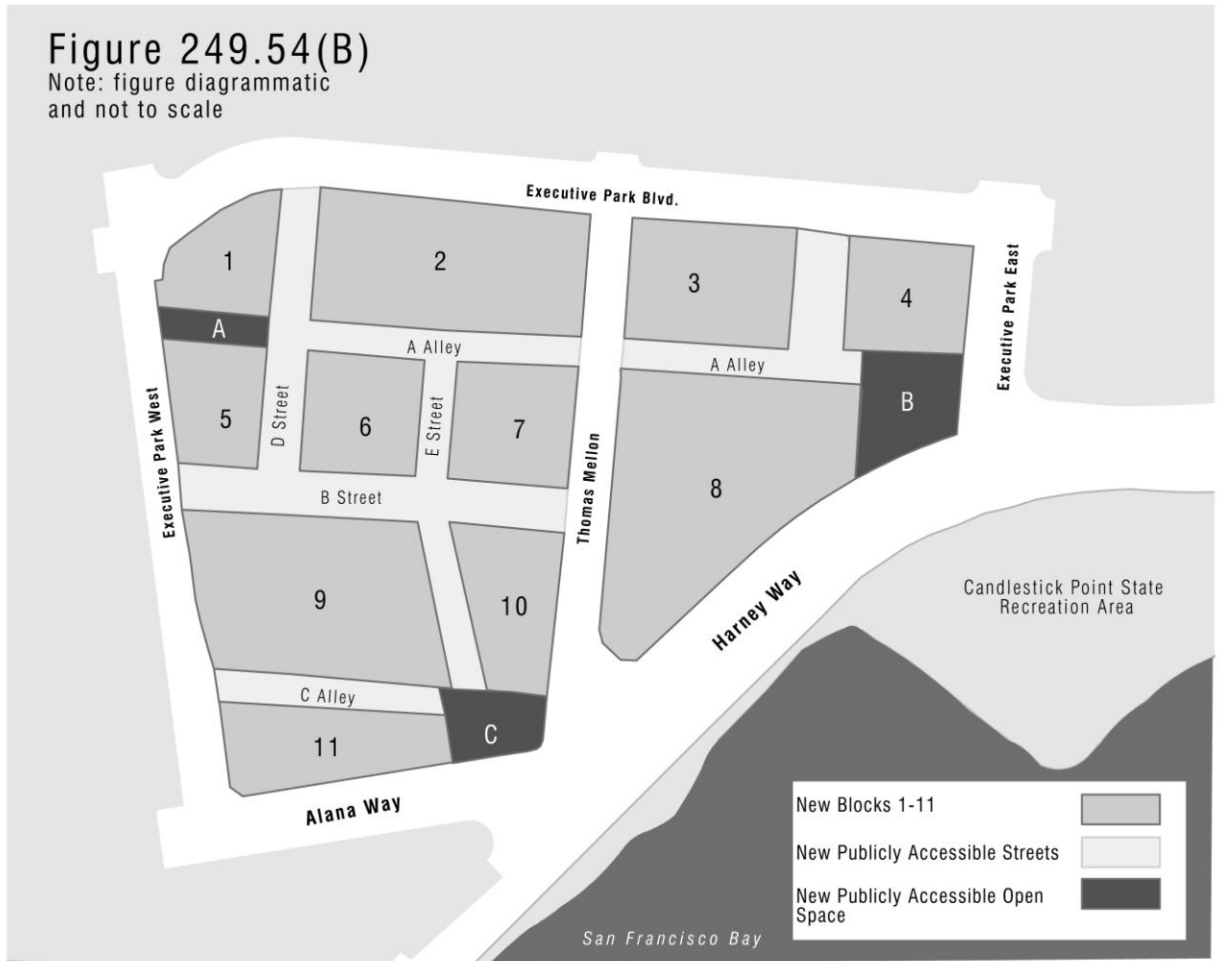 Figure 249.54(B)
Note: figure diagrammatic
and not to scale
Executive Park Blvd.
1
2
3
4
A
A Alley
A Alley
Executive Park East
B
5
D Street
6
E Street
7
8
Executive Park West
B Street
Thomas Mellon
9
10
Harney Way
Candlestick Point State
Recreation Area
C Alley
11
C
Alana Way
New Blocks 1-11
New Publicly Accessible Streets
New Publicly Accessible Open
Space
San Francisco Bay